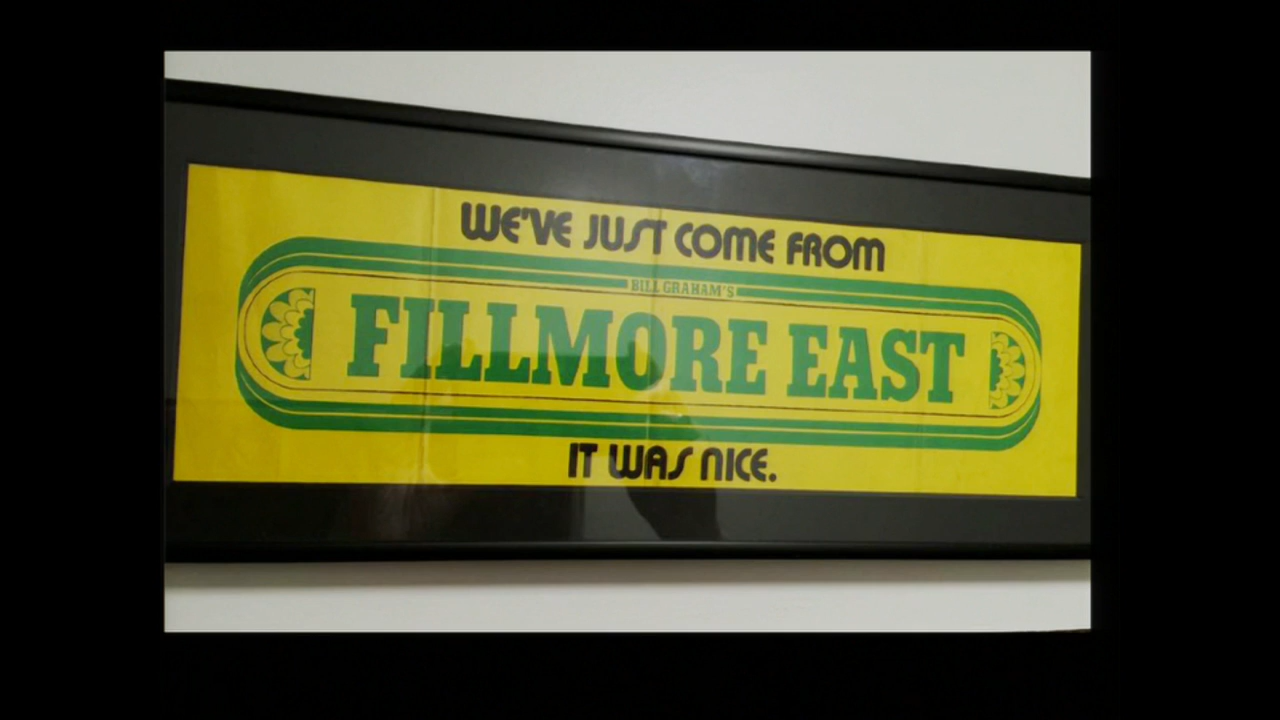 WE'VE JUST COME FROM
BILL GRAHAM'S
FILLMORE EAST
IT WAS NICE.